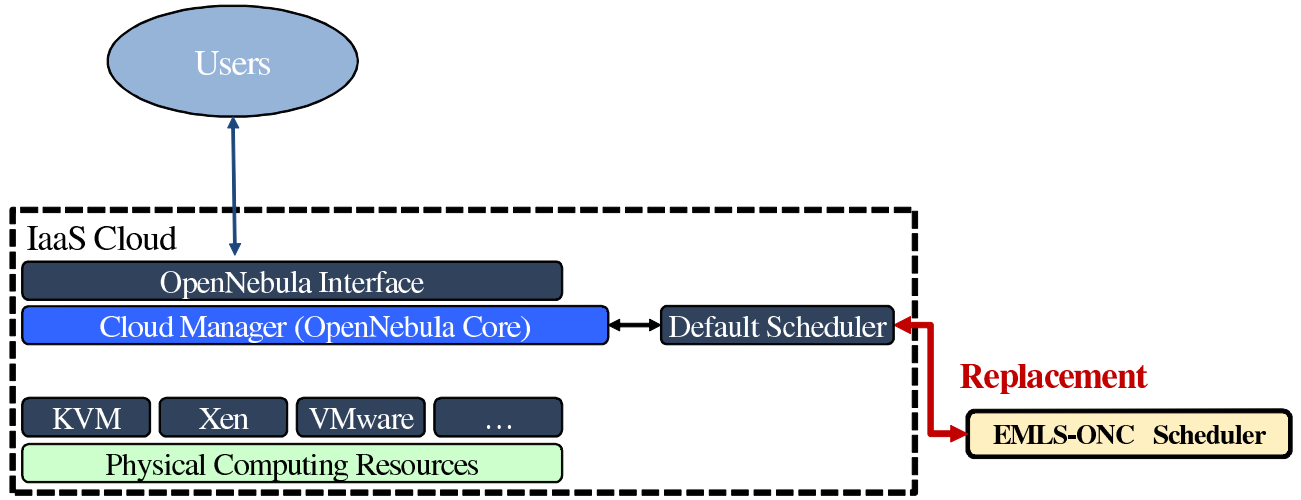 Users
IaaS Cloud
OpenNebula Interface
Cloud Manager (OpenNebula Core)
Default Scheduler
Replacement
KVM
Xen
VMware
…
EMLS-ONC Scheduler
Physical Computing Resources